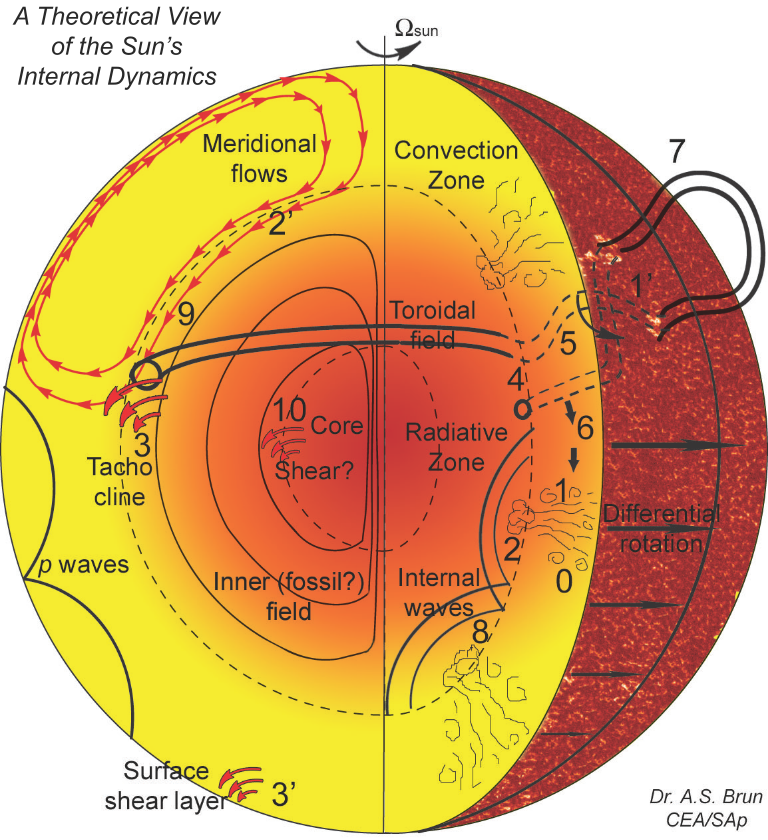 A Theoretical View
of the Sun's
Internal Dynamics
Ωsun
7
Meridional
flows
Convection
Zone
2'
1'
9
Toroidal
field
5
4
10
Core
6
3
Radiative
Zone
Shear?
Tacho
cline
1
Differential
rotation
2
p waves
Inner (fossil?)
field
Internal
waves
0
8
Surface
shear layer
3'
Dr. A.S. Brun
CEA/SAp